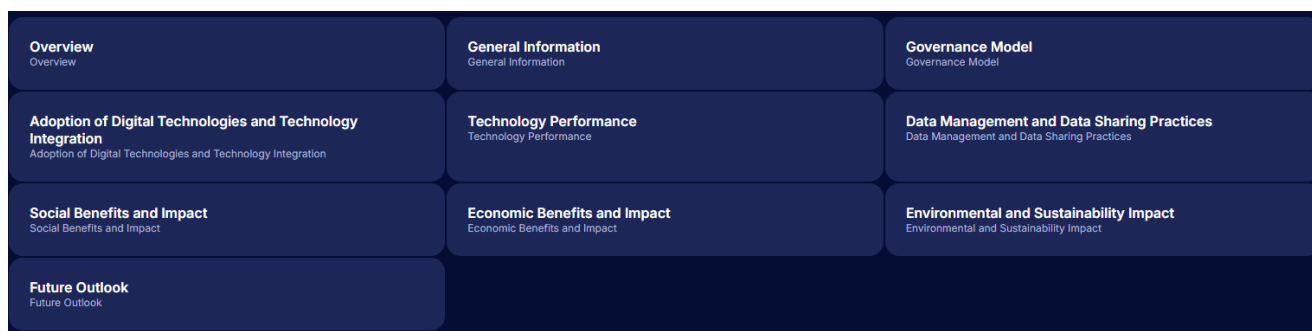 Overview
Overview
General Information
General Information
Governance Model
Governance Model
Adoption of Digital Technologies and Technology
Integration
Adoption of Digital Technologies and Technology Integration
Technology Performance
Technology Performance
Data Management and Data Sharing Practices
Data Management and Data Sharing Practices
Social Benefits and Impact
Social Benefits and Impact
Economic Benefits and Impact
Economic Benefits and Impact
Environmental and Sustainability Impact
Environmental and Sustainability Impact
Future Outlook
Future Outlook